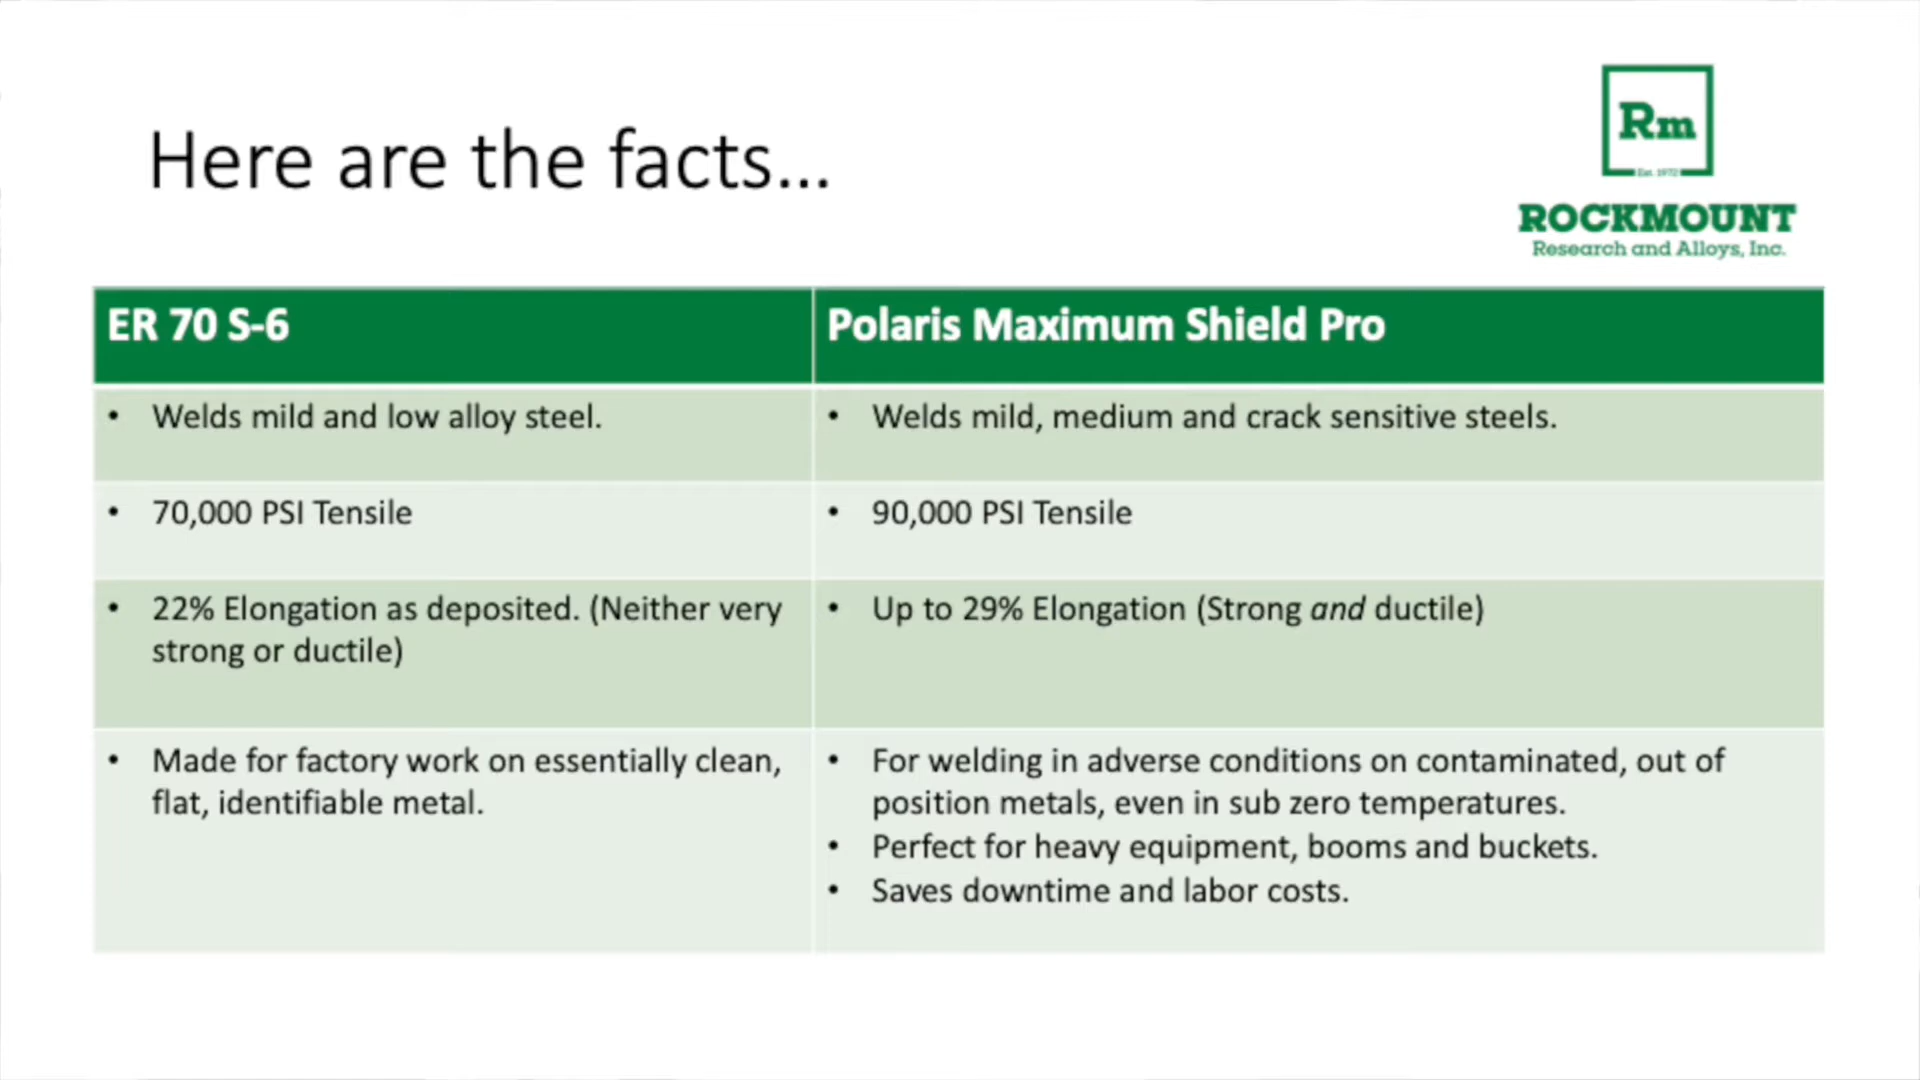 Here are the facts...
Rm
Est. 1972
ROCKMOUNT
Research and Alloys, Inc.
ER 70 S-6
Polaris Maximum Shield Pro
• Welds mild and low alloy steel.
• Welds mild, medium and crack sensitive steels.
• 70,000 PSI Tensile
• 90,000 PSI Tensile
• 22% Elongation as deposited. (Neither very
strong or ductile)
• Up to 29% Elongation (Strong and ductile)
• Made for factory work on essentially clean,
flat, identifiable metal.
• For welding in adverse conditions on contaminated, out of
position metals, even in sub zero temperatures.
• Perfect for heavy equipment, booms and buckets.
• Saves downtime and labor costs.